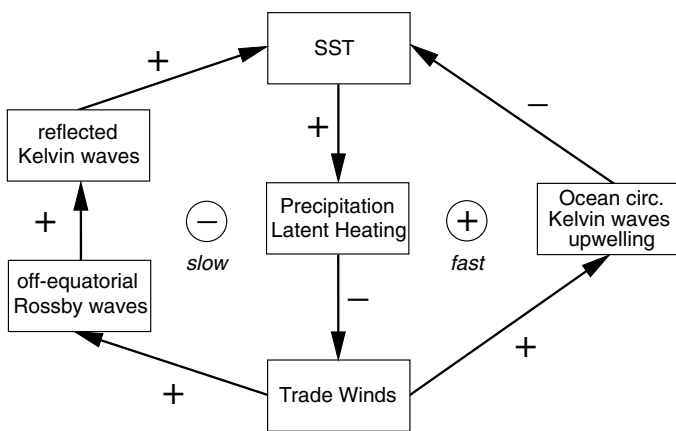 SST
+
+
−
reflected
Kelvin waves
Precipitation
Latent Heating
Ocean circ.
Kelvin waves
upwelling
+
−
slow
+
fast
off-equatorial
Rossby waves
−
+
+
Trade Winds